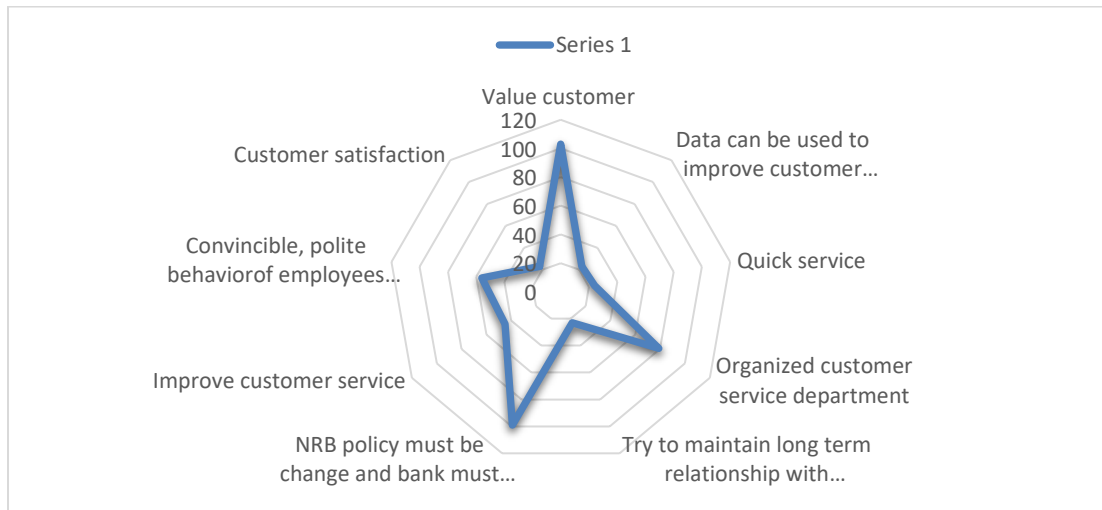 Series 1
Value customer
Data can be used to
improve customer...
Quick service
Organized customer
service department
Try to maintain long term
relationship with...
NRB policy must be
change and bank must...
Improve customer service
Convincible, polite
behaviorof employees...
Customer satisfaction
120
100
80
60
40
20
0